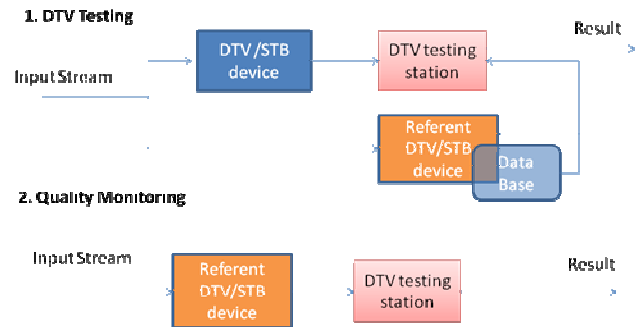 1. DTV Testing
Result
DTV/STB
device
DTV testing
station
Input Stream
Referent
DTV/STB
device
Data
Base
2. Quality Monitoring
Input Stream
Referent
DTV/STB
device
DTV testing
station
Result